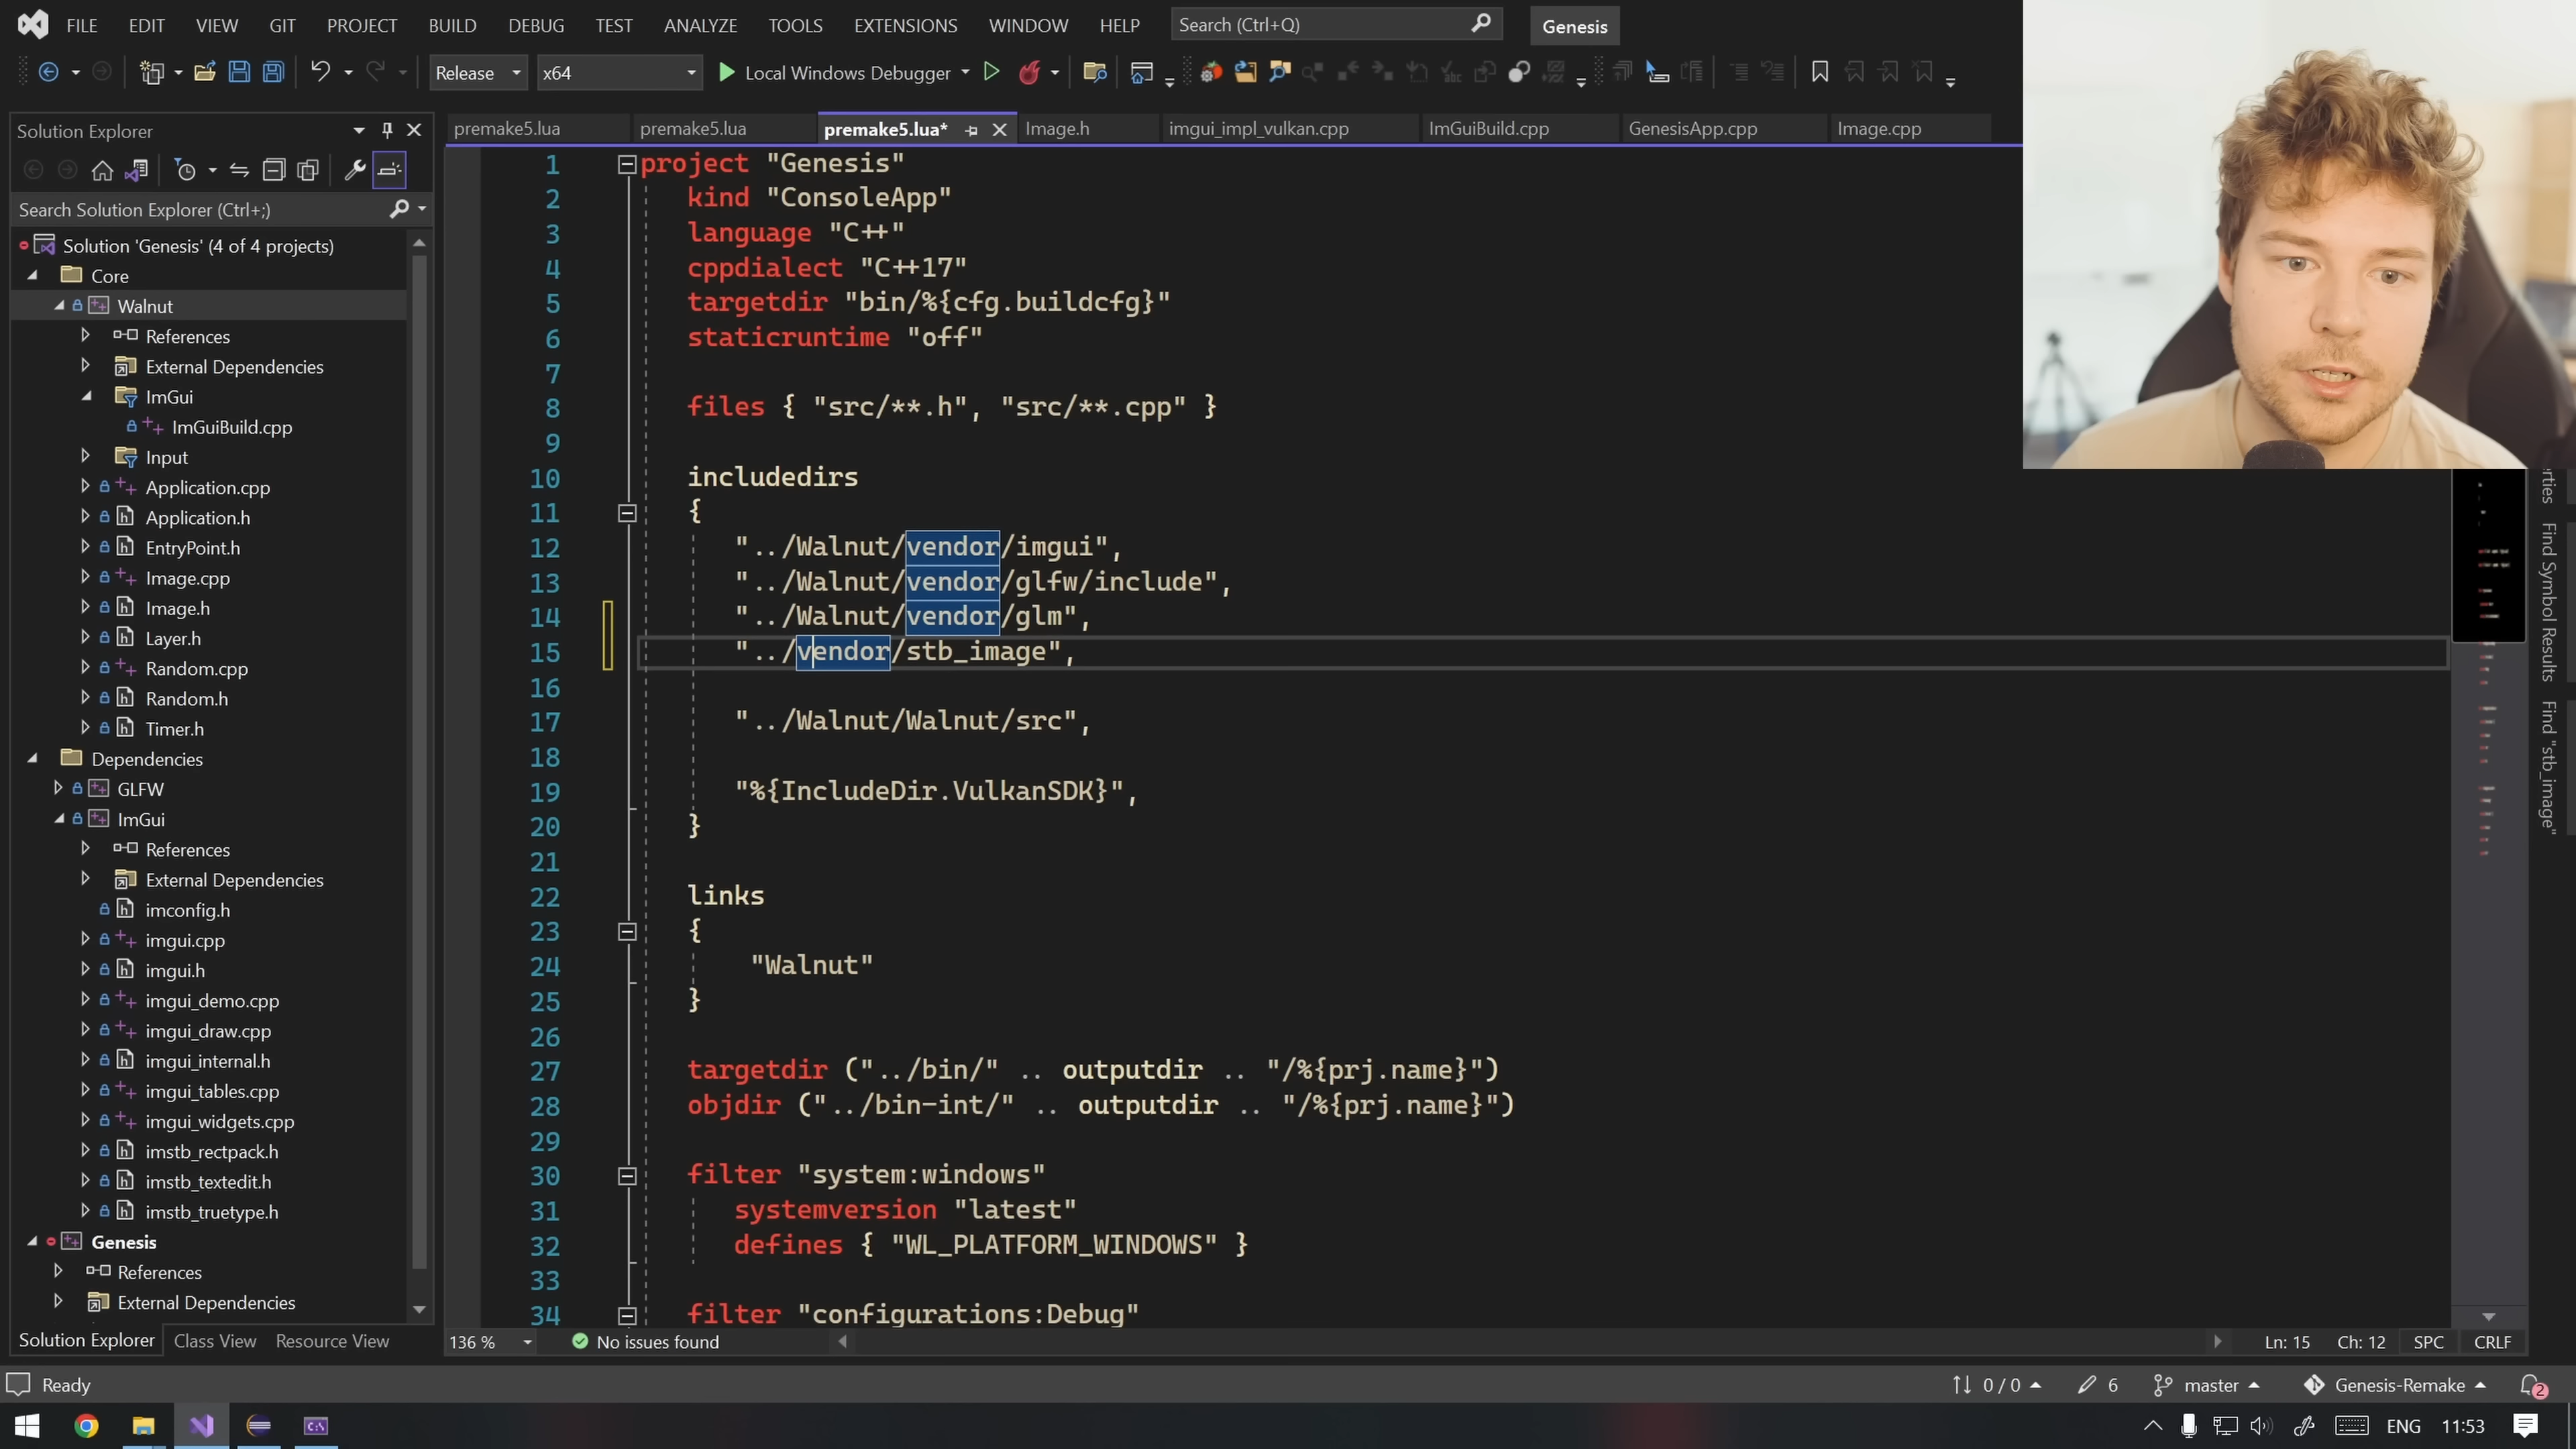 FILE EDIT VIEW GIT PROJECT BUILD DEBUG TEST ANALYZE TOOLS EXTENSIONS WINDOW HELP Search (Ctrl+Q) Genesis
Release x64 Local Windows Debugger
Solution Explorer
Search Solution Explorer (Ctrl+;)
Solution 'Genesis' (4 of 4 projects)
Core
Walnut
References
External Dependencies
ImGui
ImGuiBuild.cpp
Input
Application.cpp
Application.h
EntryPoint.h
Image.cpp
Image.h
Layer.h
Random.cpp
Random.h
Timer.h
Dependencies
GLFW
ImGui
References
External Dependencies
imconfig.h
imgui.cpp
imgui.h
imgui_demo.cpp
imgui_draw.cpp
imgui_internal.h
imgui_tables.cpp
imgui_widgets.cpp
imstb_rectpack.h
imstb_textedit.h
imstb_truetype.h
Genesis
References
External Dependencies
Solution Explorer Class View Resource View
premake5.lua premake5.lua premake5.lua* Image.h imgui_impl_vulkan.cpp ImGuiBuild.cpp GenesisApp.cpp Image.cpp
1 project "Genesis"
2 kind "ConsoleApp"
3 language "C++"
4 cppdialect "C++17"
5 targetdir "bin/%{cfg.buildcfg}"
6 staticruntime "off"
7
8 files { "src/**.h", "src/**.cpp" }
9
10 includedirs
11 {
12 "../Walnut/vendor/imgui",
13 "../Walnut/vendor/glfw/include",
14 "../Walnut/vendor/glm",
15 "../vendor/stb_image",
16
17 "../Walnut/Walnut/src",
18
19 "%{IncludeDir.VulkanSDK}",
20 }
21
22 links
23 {
24 "Walnut"
25 }
26
27 targetdir ("../bin/" .. outputdir .. "/%{prj.name}")
28 objdir ("../bin-int/" .. outputdir .. "/%{prj.name}")
29
30 filter "system:windows"
31 systemversion "latest"
32 defines { "WL_PLATFORM_WINDOWS" }
33
34 filter "configurations:Debug"
136 % No issues found Ln: 15 Ch: 12 SPC CRLF
erties
Find Symbol Results
Find "stb_image"
Ready 0 / 0 6 master Genesis-Remake 2
ENG 11:53